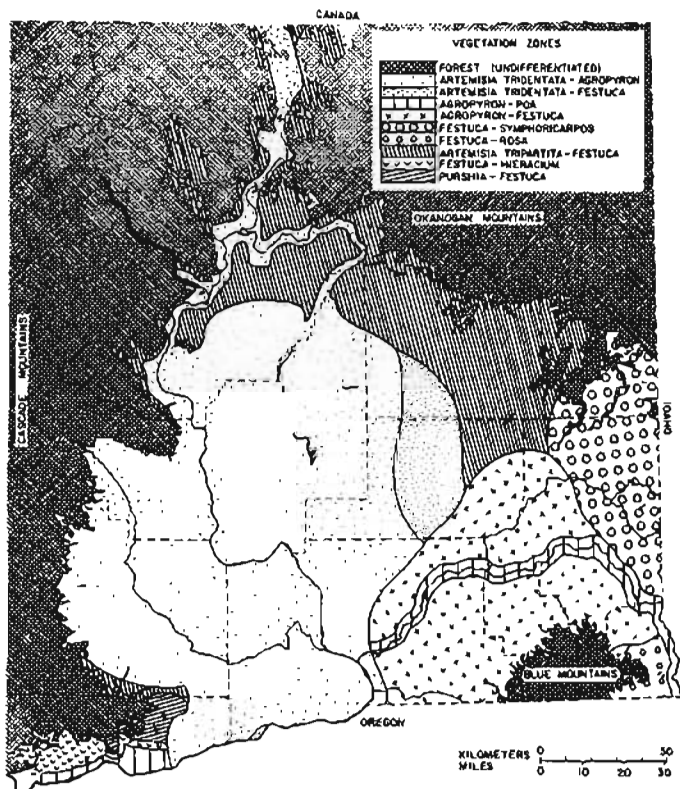 CANADA
VEGETATION ZONES
FOREST (UNDIFFERENTIATED)
ARTEMISIA TRIDENTATA - AGROPYRON
ARTEMISIA TRIDENTATA - FESTUCA
AGROPYRON - POA
AGROPYRON - FESTUCA
FESTUCA - SYMPHORICARPOS
FESTUCA - ROSA
ARTEMISIA TRIPARTITA - FESTUCA
FESTUCA - HIERACIUM
PURSHIA - FESTUCA
OKANOGAN MOUNTAINS
CASCADE MOUNTAINS
IDAHO
BLUE MOUNTAINS
OREGON
KILOMETERS 0 50
MILES 0 10 20 30